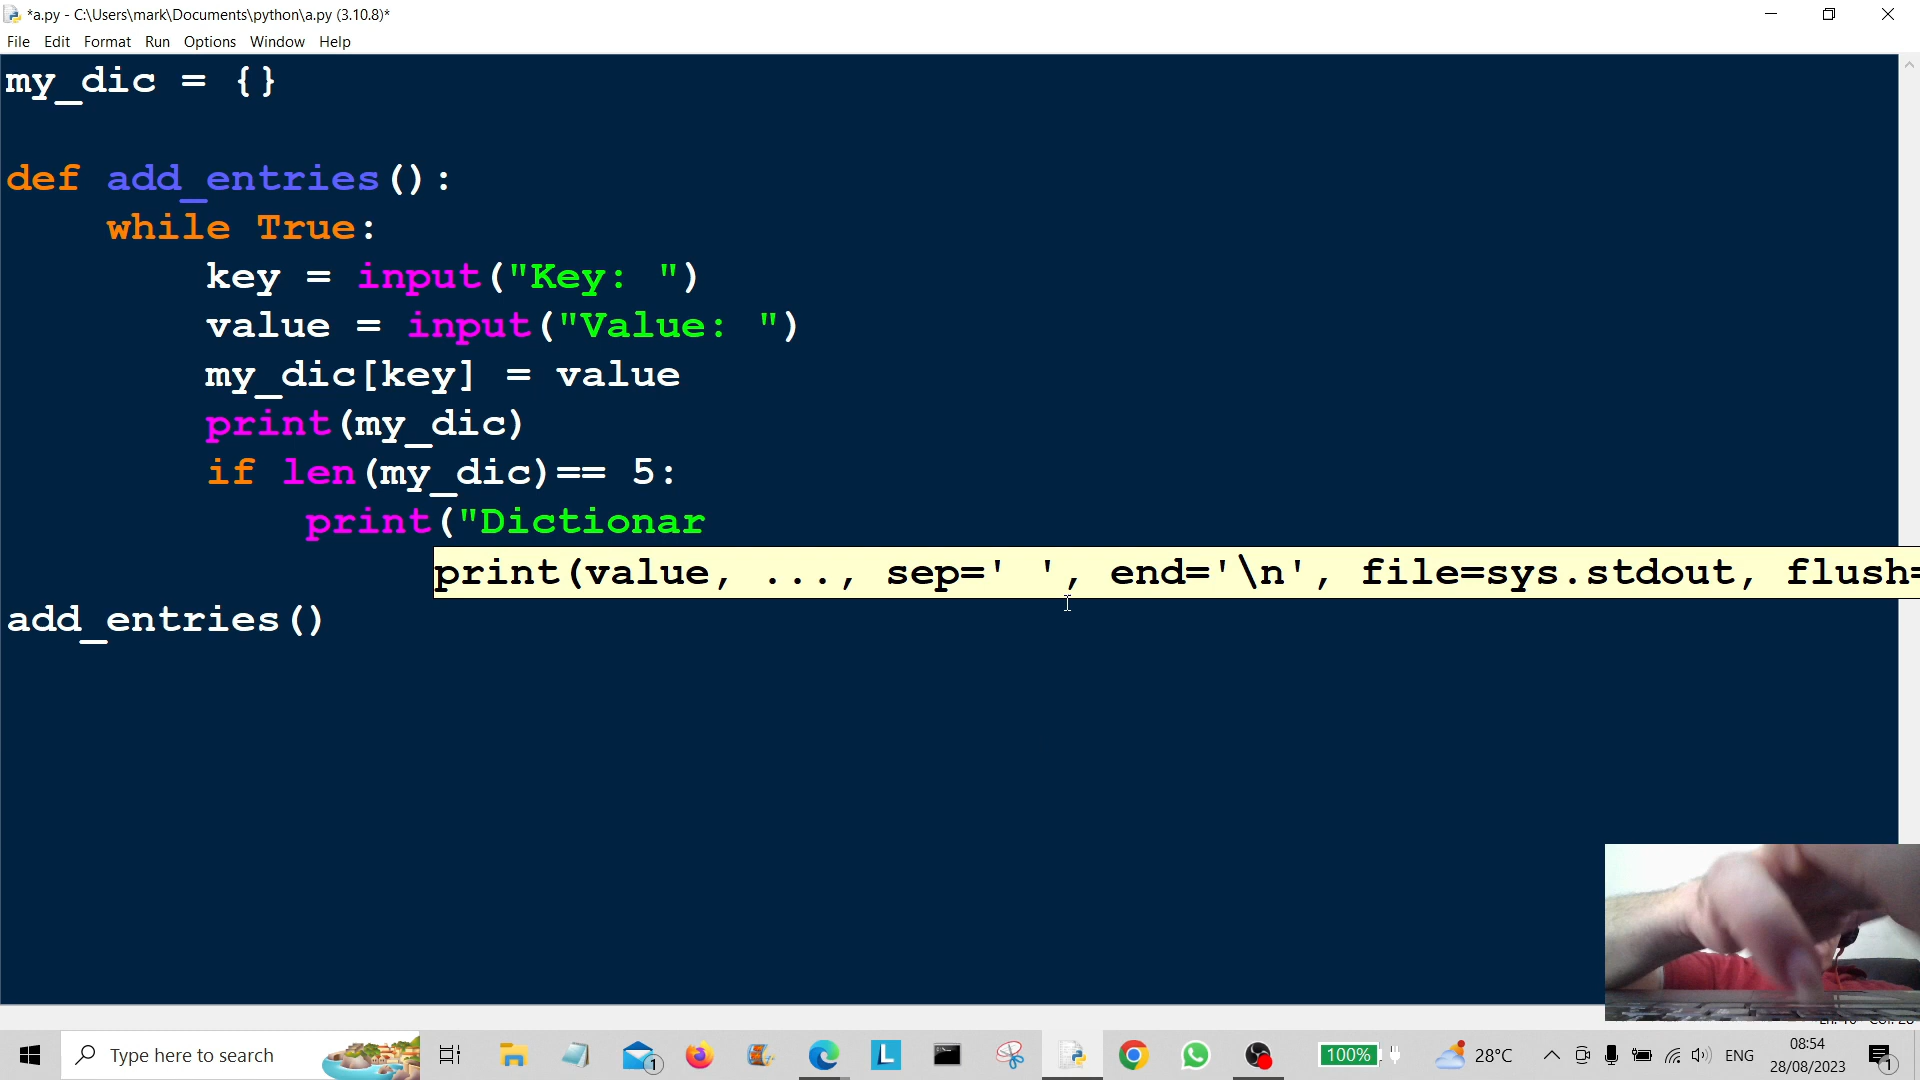 *a.py - C:\Users\mark\Documents\python\a.py (3.10.8)*
File Edit Format Run Options Window Help
my_dic = {}
def add_entries():
while True:
key = input("Key: ")
value = input("Value: ")
my_dic[key] = value
print(my_dic)
if len(my_dic)== 5:
print("Dictionar
print(value, ..., sep=' ', end='\n', file=sys.stdout, flush=
add_entries()
Type here to search
1
L
100%
28°C
ENG
08:54
28/08/2023
1